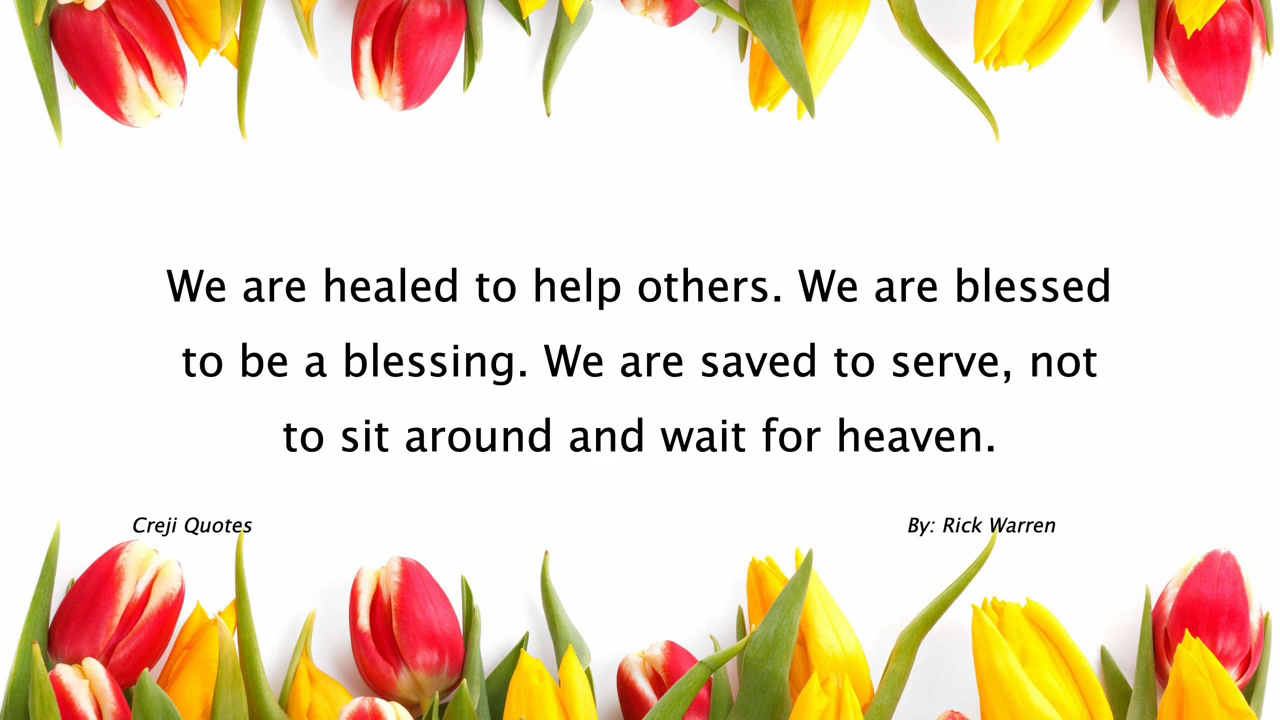 We are healed to help others. We are blessed
to be a blessing. We are saved to serve, not
to sit around and wait for heaven.
Creji Quotes
By: Rick Warren